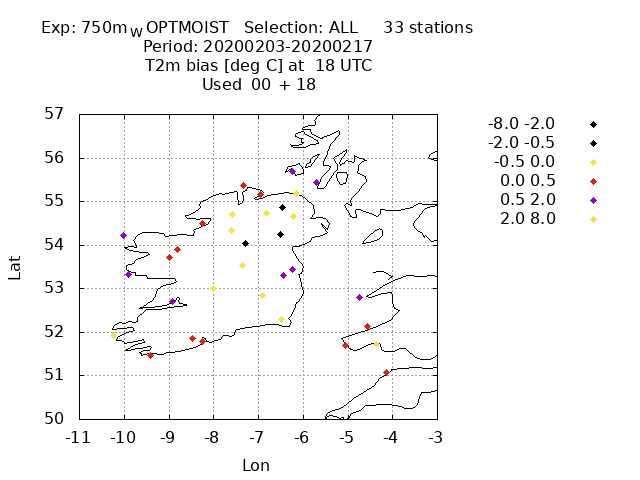 Exp: 750m_W OPTMOIST Selection: ALL 33 stations
Period: 20200203-20200217
T2m bias [deg C] at 18 UTC
Used 00 + 18
-8.0 -2.0
-2.0 -0.5
-0.5 0.0
0.0 0.5
0.5 2.0
2.0 8.0
57
56
55
54
53
52
51
50
Lat
-11 -10 -9 -8 -7 -6 -5 -4 -3
Lon